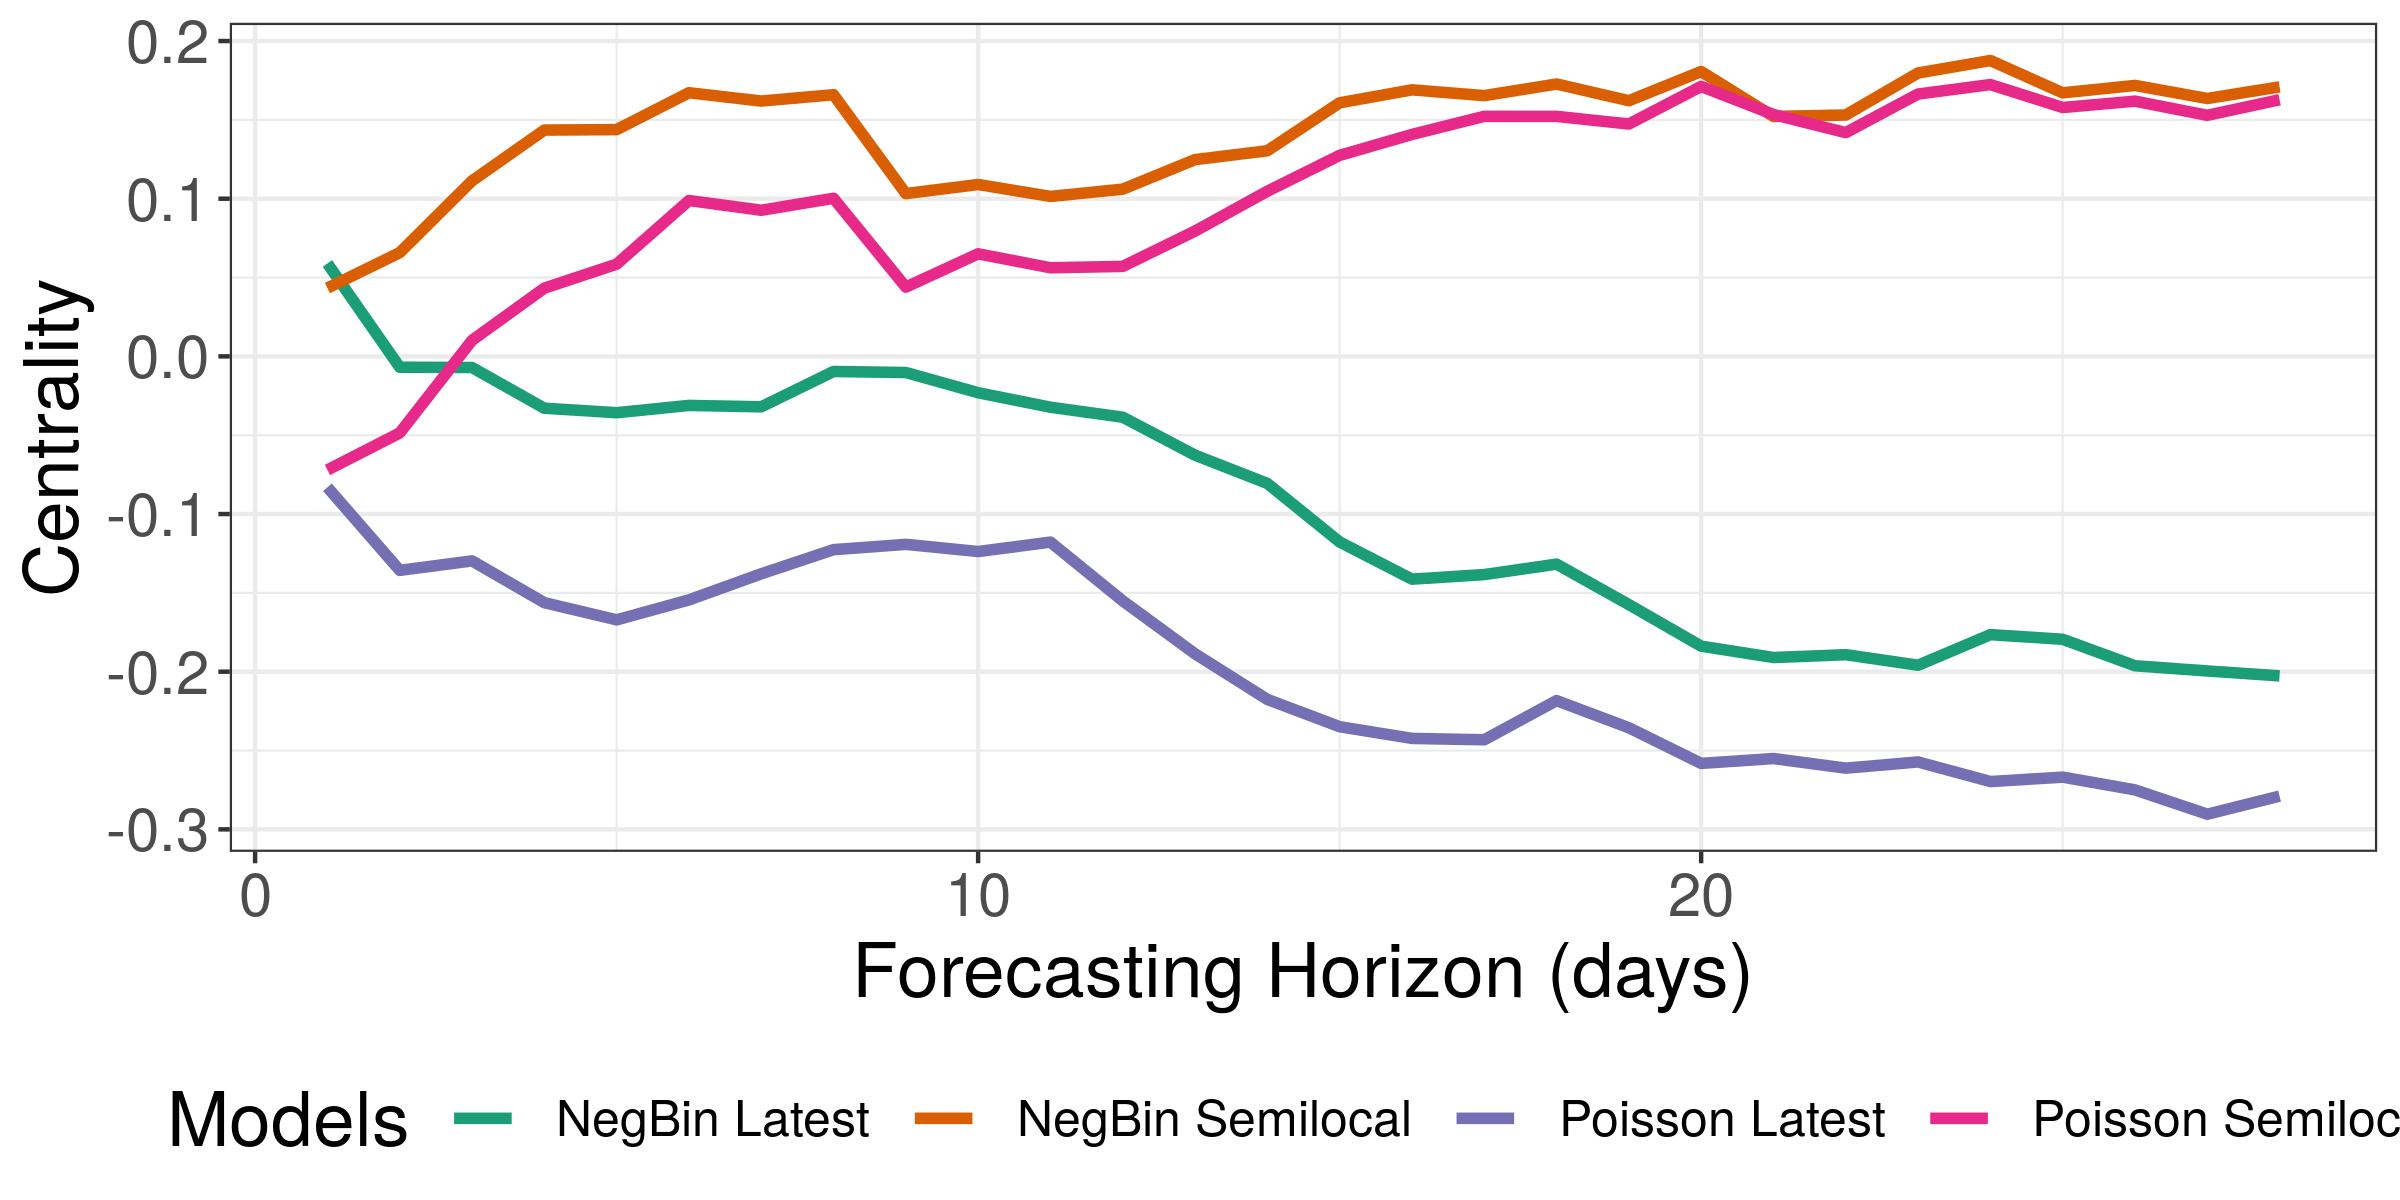 0.2
0.1
0.0
-0.1
-0.2
-0.3
Centrality
0 10 20
Forecasting Horizon (days)
Models NegBin Latest NegBin Semilocal Poisson Latest Poisson Semiloc